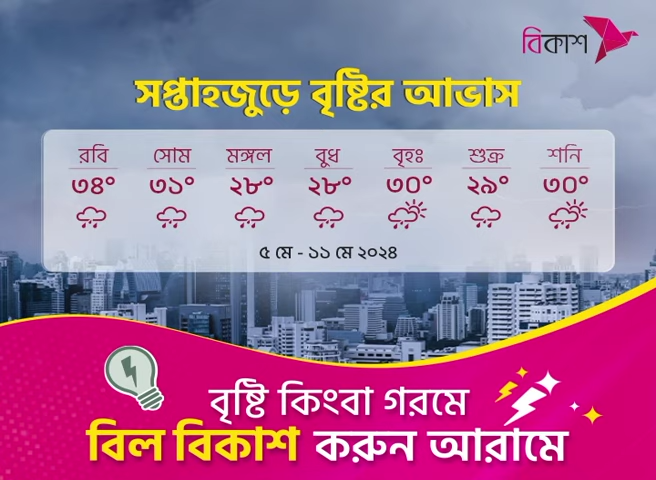 বিকাশ
সপ্তাহজুড়ে বৃষ্টির আভাস
রবি সোম মঙ্গল বুধ বৃহঃ শুক্র শনি
৩৪° ৩১° ২৮° ২৮° ৩০° ২৯° ৩০°
৫ মে - ১১ মে ২০২৪
বৃষ্টি কিংবা গরমে
বিল বিকাশ করুন আরামে